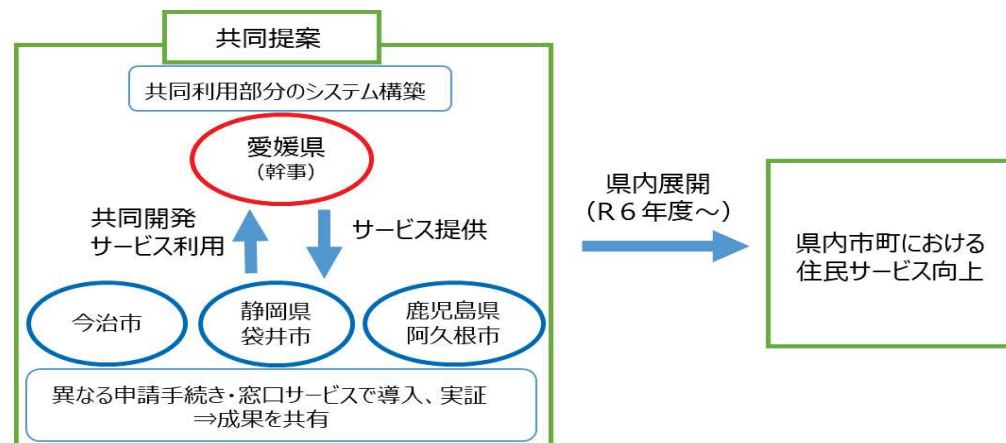 共同提案
共同利用部分のシステム構築
愛媛県
(幹事)
共同開発
サービス利用
サービス提供
今治市
静岡県
袋井市
鹿児島県
阿久根市
異なる申請手続き・窓口サービスで導入、実証
⇒成果を共有
県内展開
(R6年度～)
県内市町における
住民サービス向上